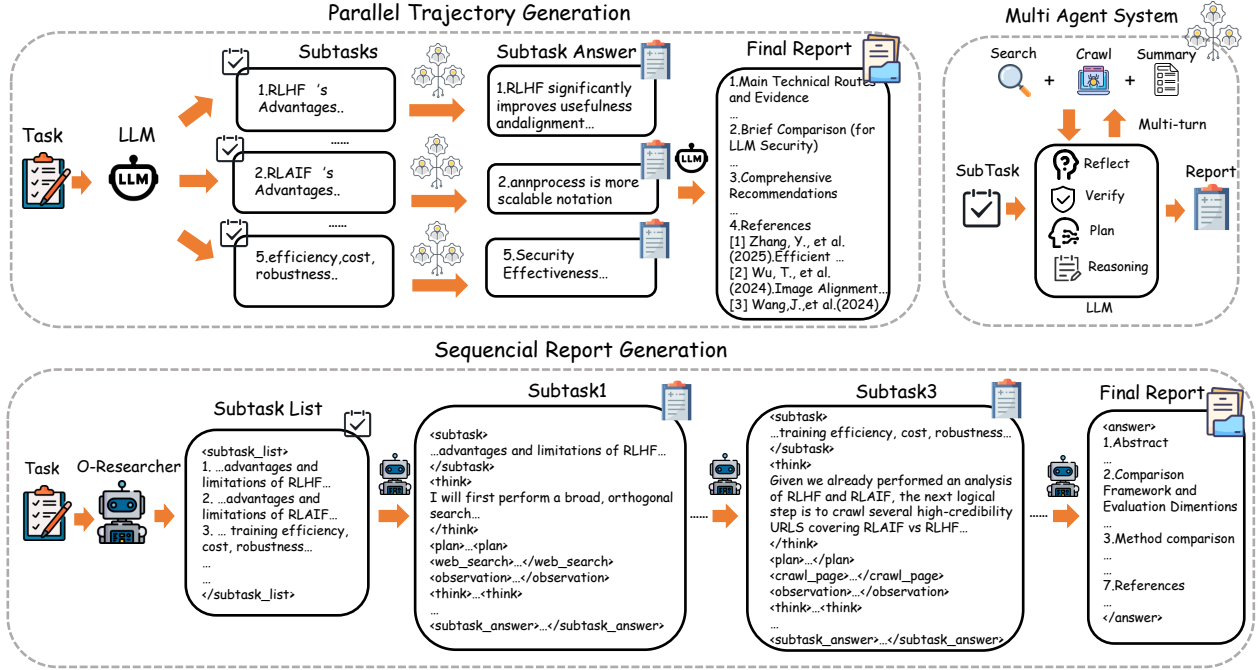 Parallel Trajectory Generation
Task
LLM
LLM
Subtasks
1.RLHF 's
Advantages..
......
2.RLAIF 's
Advantages..
......
5.efficiency,cost,
robustness..
Subtask Answer
1.RLHF significantly
improves usefulness
andalignment...
2.annprocess is more
scalable notation
5.Security
Effectiveness...
LLM
Final Report
1.Main Technical Routes
and Evidence
...
2.Brief Comparison (for
LLM Security)
...
3.Comprehensive
Recommendations
...
4.References
[1] Zhang, Y., et al.
(2025).Efficient ...
[2] Wu, T., et al.
(2024).Image Alignment...
[3] Wang,J.,et al.(2024)
Multi Agent System
Search
+
Crawl
+
Summary
Multi-turn
SubTask
Reflect
Verify
Plan
Reasoning
LLM
Report
Sequencial Report Generation
Task
O-Researcher
Subtask List
<subtask_list>
1. ...advantages and
limitations of RLHF...
2. ...advantages and
limitations of RLAIF...
3. ... training efficiency,
cost, robustness...
...
...
</subtask_list>
Subtask1
<subtask>
...advantages and limitations of RLHF...
</subtask>
<think>
I will first perform a broad, orthogonal
search...
</think>
<plan>...<plan>
<web_search>...</web_search>
<observation>...</observation>
<think>...<think>
...
<subtask_answer>...</subtask_answer>
......
Subtask3
<subtask>
...training efficiency, cost, robustness...
</subtask>
<think>
Given we already performed an analysis
of RLHF and RLAIF, the next logical
step is to crawl several high-credibility
URLS covering RLAIF vs RLHF...
</think>
<plan>...</plan>
<crawl_page>...</crawl_page>
<observation>...</observation>
<think>...<think>
...
<subtask_answer>...</subtask_answer>
......
Final Report
<answer>
1.Abstract
...
2.Comparison
Framework and
Evaluation Dimentions
...
3.Method comparison
...
...
7.References
...
</answer>